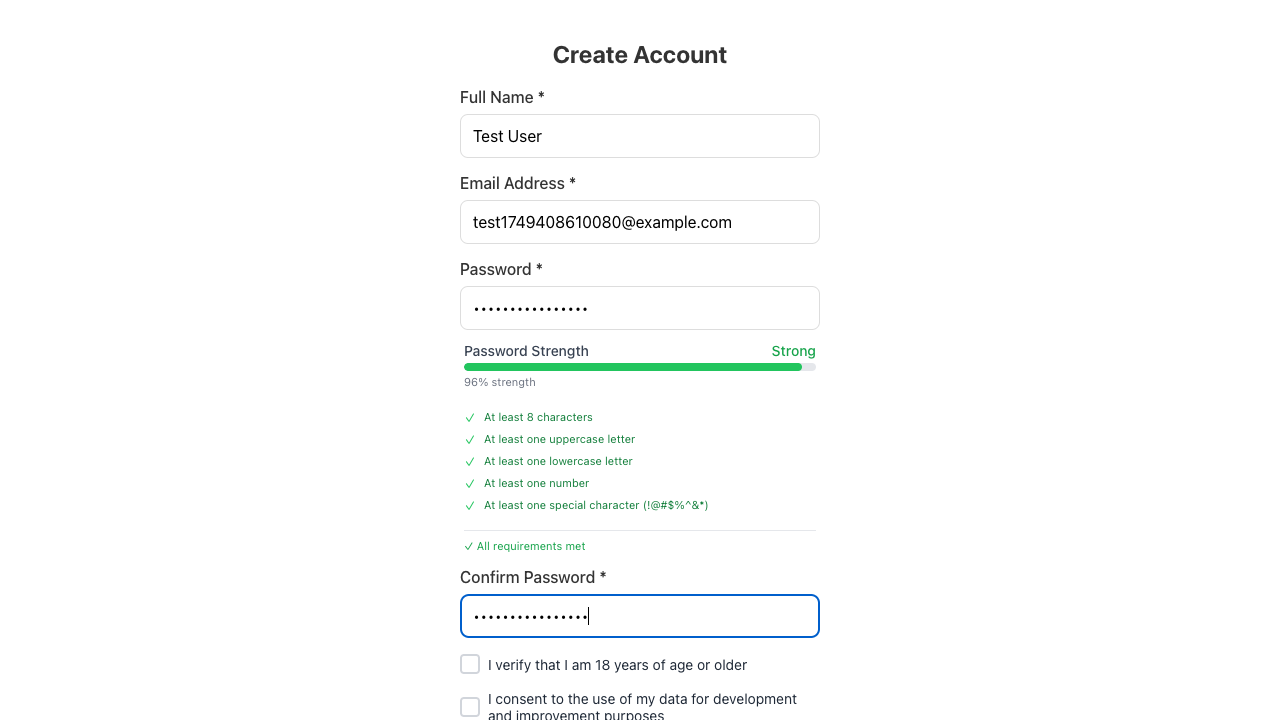 Create Account
Full Name *
Test User
Email Address *
test1749408610080@example.com
Password *
••••••••••••••••
Password Strength
Strong
96% strength
✓ At least 8 characters
✓ At least one uppercase letter
✓ At least one lowercase letter
✓ At least one number
✓ At least one special character (!@#$%^&*)
✓ All requirements met
Confirm Password *
••••••••••••••••
I verify that I am 18 years of age or older
I consent to the use of my data for development
and improvement purposes